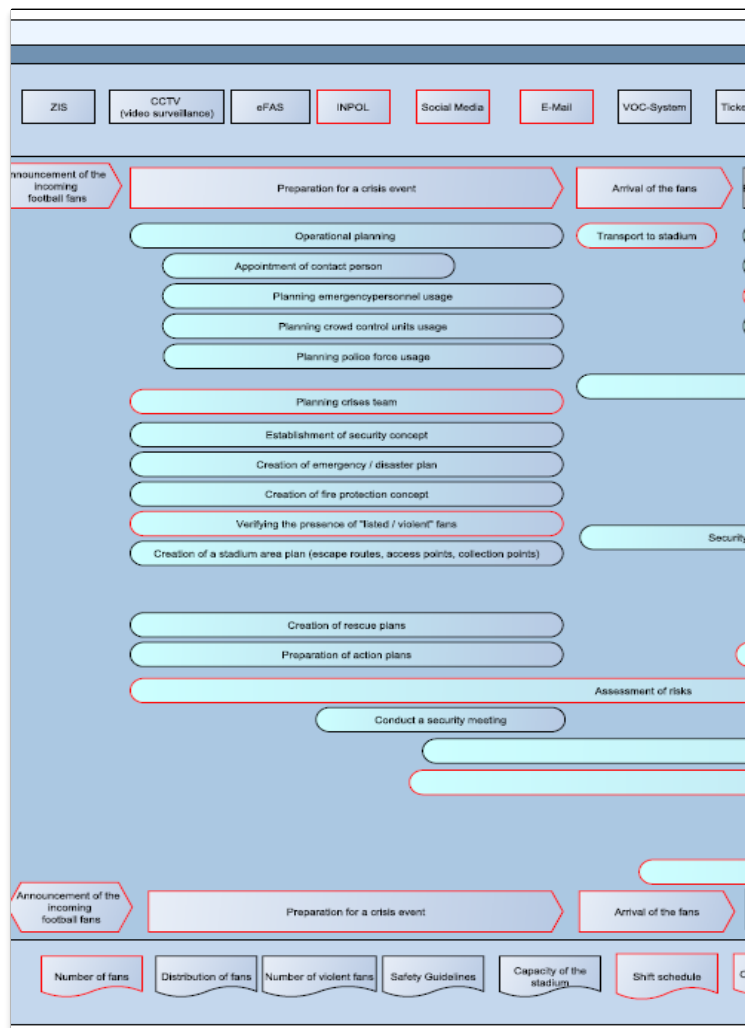 ZIS
CCTV
(video surveillance)
eFAS
INPOL
Social Media
E-Mail
VOC-System
Ticke
nnouncement of the
incoming
football fans
Preparation for a crisis event
Arrival of the fans
Operational planning
Transport to stadium
Appointment of contact person
Planning emergencypersonnel usage
Planning crowd control units usage
Planning police force usage
Planning crises team
Establishment of security concept
Creation of emergency / disaster plan
Creation of fire protection concept
Verifying the presence of "listed / violent" fans
Security
Creation of a stadium area plan (escape routes, access points, collection points)
Creation of rescue plans
Preparation of action plans
Assessment of risks
Conduct a security meeting
Announcement of the
incoming
football fans
Preparation for a crisis event
Arrival of the fans
Number of fans
Distribution of fans
Number of violent fans
Safety Guidelines
Capacity of the
stadium
Shift schedule